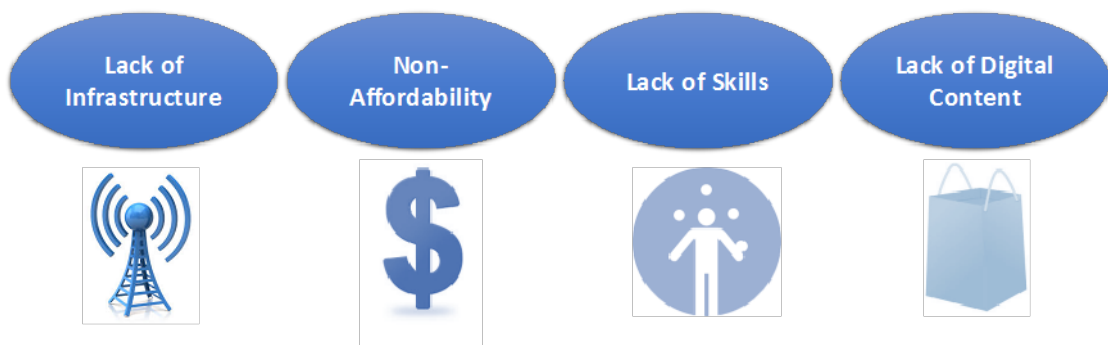 Lack of
Infrastructure
Non-
Affordability
Lack of Skills
Lack of Digital
Content